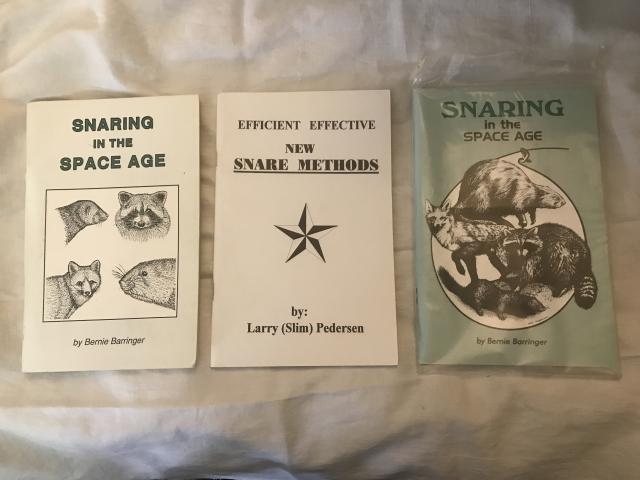 SNARING
IN THE
SPACE AGE
by Bernie Barringer
EFFICIENT EFFECTIVE
NEW
SNARE METHODS
by:
Larry (Slim) Pedersen
SNARING
in the
SPACE AGE
by Bernie Barringer